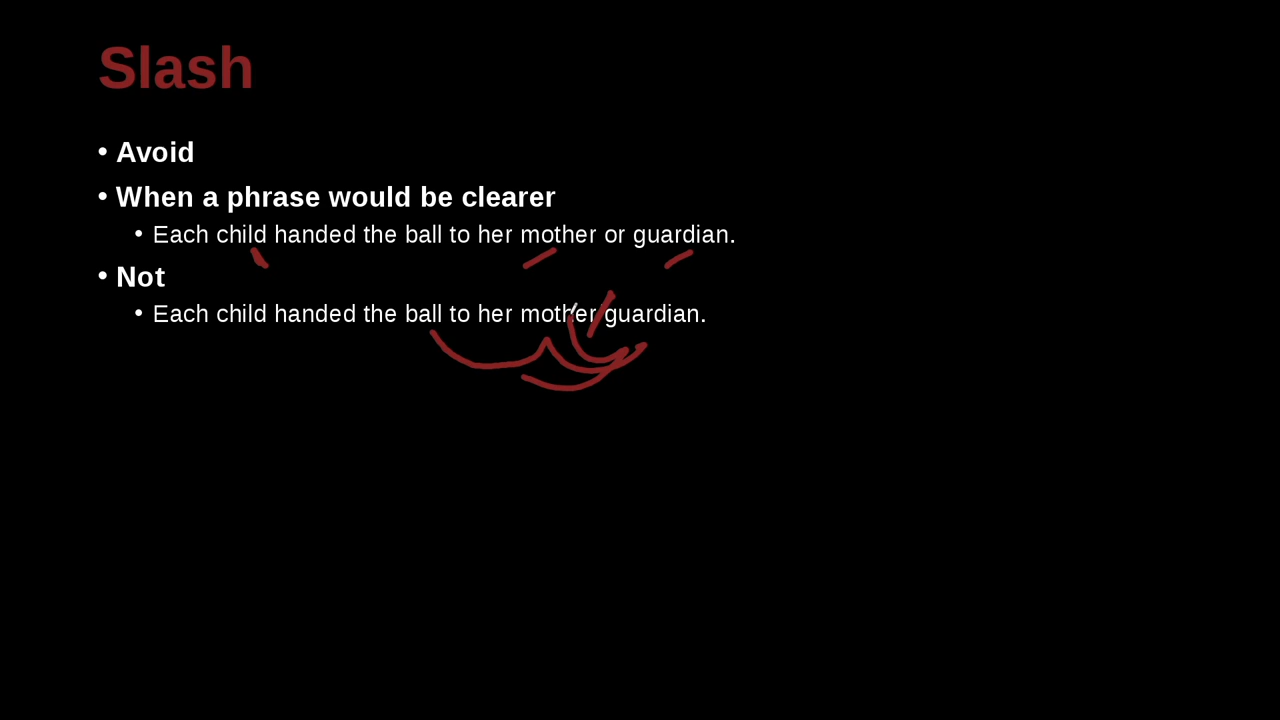 Slash
• Avoid
• When a phrase would be clearer
• Each child handed the ball to her mother or guardian.
• Not
• Each child handed the ball to her mother/guardian.